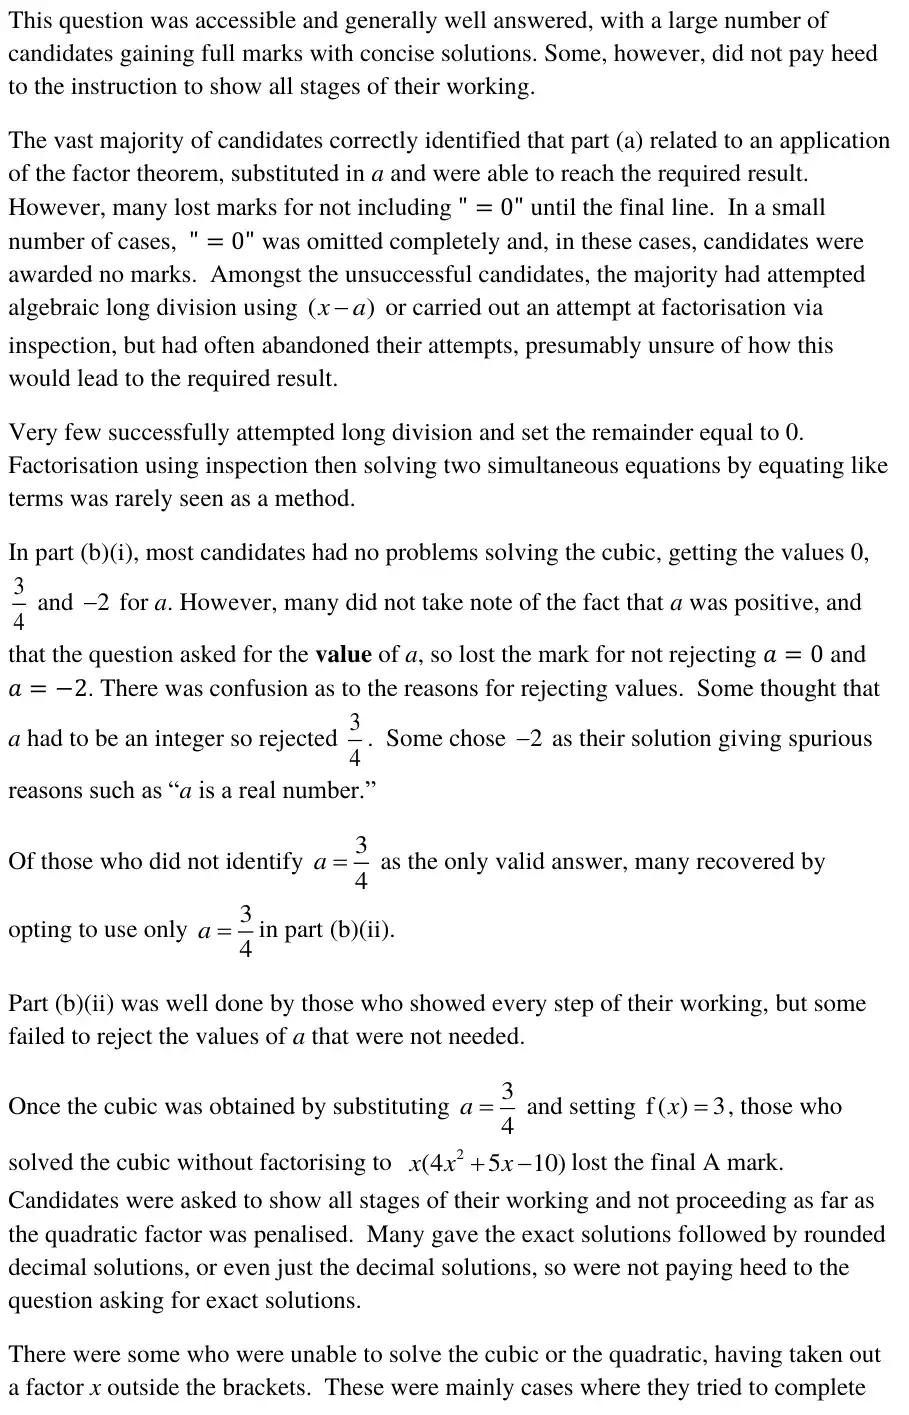 This question was accessible and generally well answered, with a large number of
candidates gaining full marks with concise solutions. Some, however, did not pay heed
to the instruction to show all stages of their working.
The vast majority of candidates correctly identified that part (a) related to an application
of the factor theorem, substituted in a and were able to reach the required result.
However, many lost marks for not including " = 0" until the final line.  In a small
number of cases,  " = 0" was omitted completely and, in these cases, candidates were
awarded no marks.  Amongst the unsuccessful candidates, the majority had attempted
algebraic long division using (x − a) or carried out an attempt at factorisation via
inspection, but had often abandoned their attempts, presumably unsure of how this
would lead to the required result.
Very few successfully attempted long division and set the remainder equal to 0.
Factorisation using inspection then solving two simultaneous equations by equating like
terms was rarely seen as a method.
In part (b)(i), most candidates had no problems solving the cubic, getting the values 0,
3/4 and −2 for a. However, many did not take note of the fact that a was positive, and
that the question asked for the value of a, so lost the mark for not rejecting a = 0 and
a = −2. There was confusion as to the reasons for rejecting values.  Some thought that
a had to be an integer so rejected 3/4.  Some chose −2 as their solution giving spurious
reasons such as “a is a real number.”
Of those who did not identify a = 3/4 as the only valid answer, many recovered by
opting to use only a = 3/4 in part (b)(ii).
Part (b)(ii) was well done by those who showed every step of their working, but some
failed to reject the values of a that were not needed.
Once the cubic was obtained by substituting a = 3/4 and setting f(x) = 3, those who
solved the cubic without factorising to x(4x² + 5x − 10) lost the final A mark.
Candidates were asked to show all stages of their working and not proceeding as far as
the quadratic factor was penalised.  Many gave the exact solutions followed by rounded
decimal solutions, or even just the decimal solutions, so were not paying heed to the
question asking for exact solutions.
There were some who were unable to solve the cubic or the quadratic, having taken out
a factor x outside the brackets.  These were mainly cases where they tried to complete